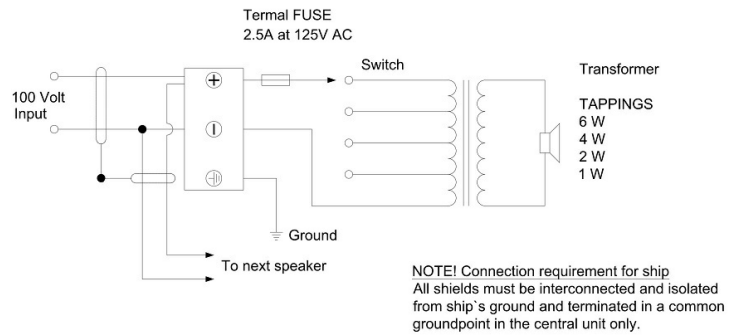 Termal FUSE
2.5A at 125V AC
Switch
Transformer
100 Volt
Input
TAPPINGS
6 W
4 W
2 W
1 W
Ground
To next speaker
NOTE! Connection requirement for ship
All shields must be interconnected and isolated
from ship`s ground and terminated in a common
groundpoint in the central unit only.